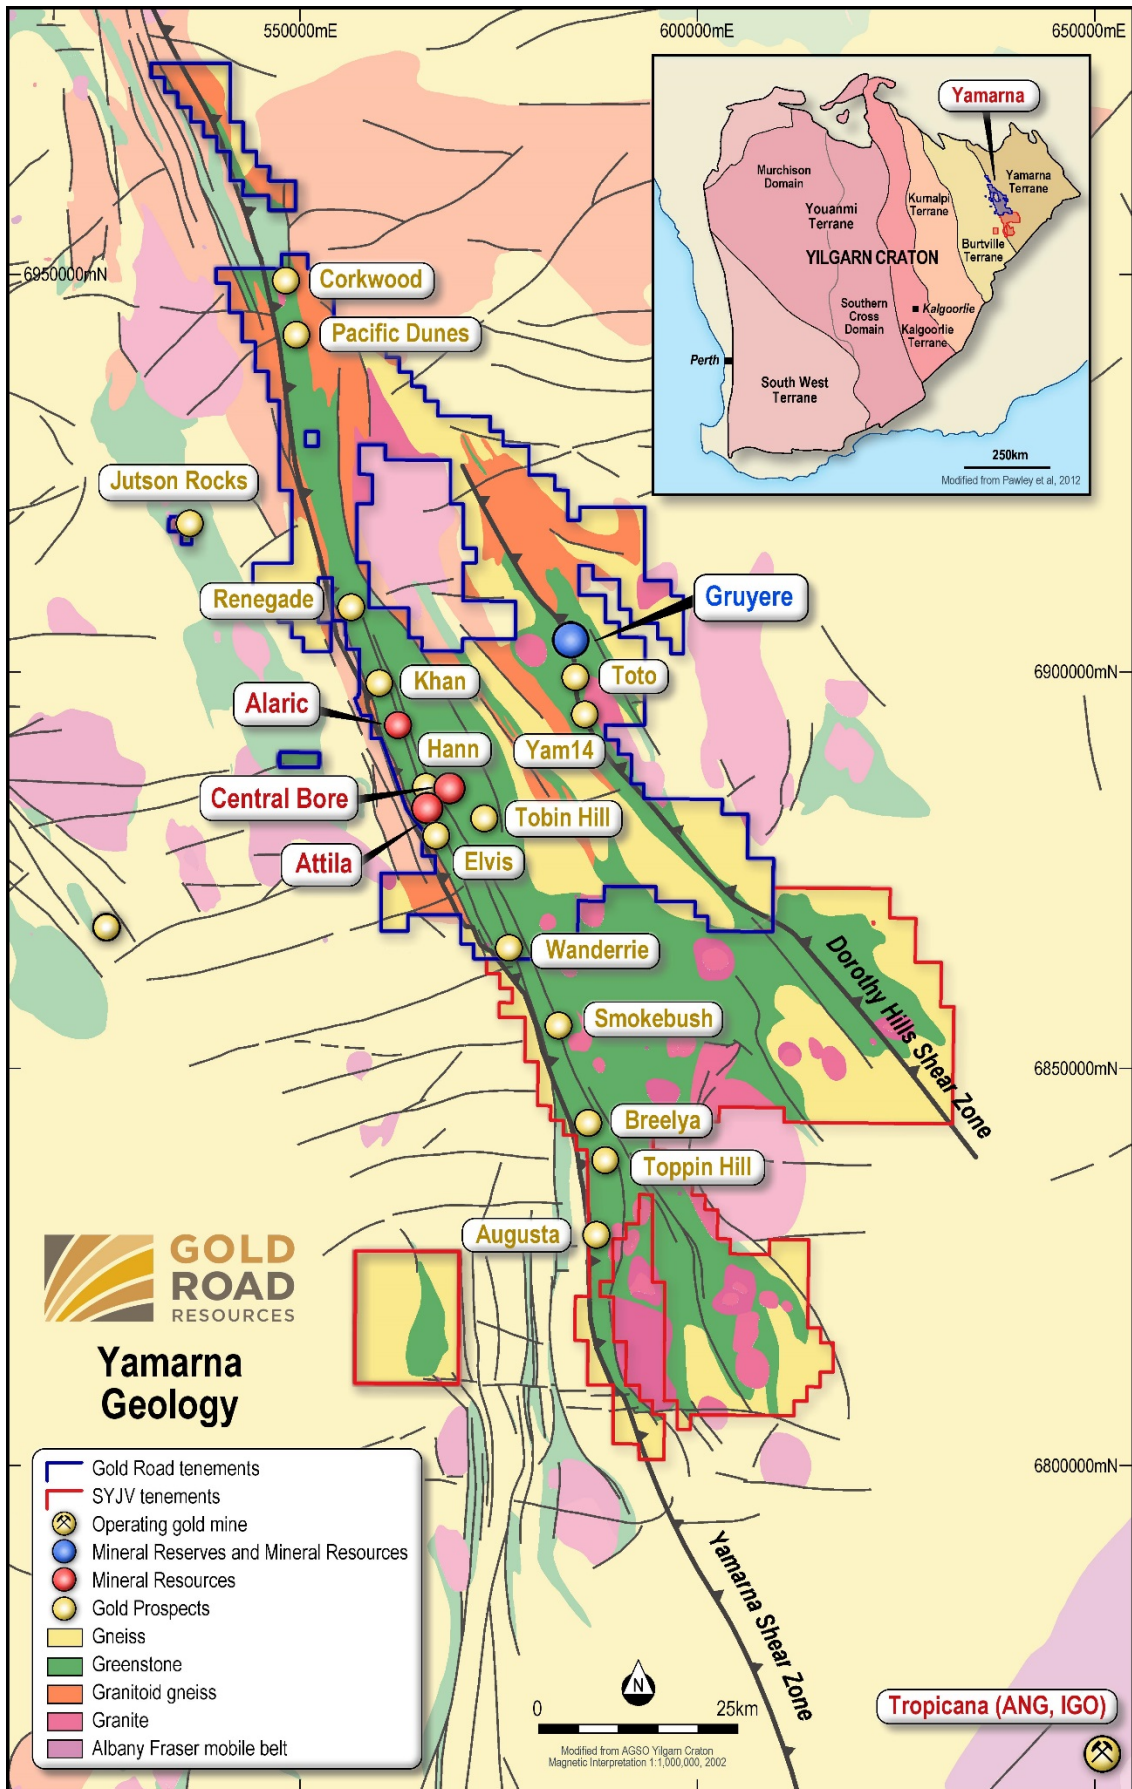 550000mE
600000mE
650000mE
6950000mN
6900000mN
6850000mN
6800000mN
Yamarna
Murchison
Domain
Youanmi
Terrane
Kurnalpi
Terrane
Yamarna
Terrane
Burtville
Terrane
YILGARN CRATON
Southern
Cross
Domain
Kalgoorlie
Kalgoorlie
Terrane
Perth
South West
Terrane
250km
Modified from Pawley et al, 2012
Corkwood
Pacific Dunes
Jutson Rocks
Renegade
Gruyere
Khan
Toto
Alaric
Hann
Yam14
Central Bore
Tobin Hill
Attila
Elvis
Wanderrie
Dorothy Hills Shear Zone
Smokebush
Breelya
Toppin Hill
Augusta
GOLD
ROAD
RESOURCES
Yamarna
Geology
Gold Road tenements
SYJV tenements
Operating gold mine
Mineral Reserves and Mineral Resources
Mineral Resources
Gold Prospects
Gneiss
Greenstone
Granitoid gneiss
Granite
Albany Fraser mobile belt
Yamarna Shear Zone
N
0
25km
Modified from AGSO Yilgarn Craton
Magnetic Interpretation 1:1,000,000, 2002
Tropicana (ANG, IGO)